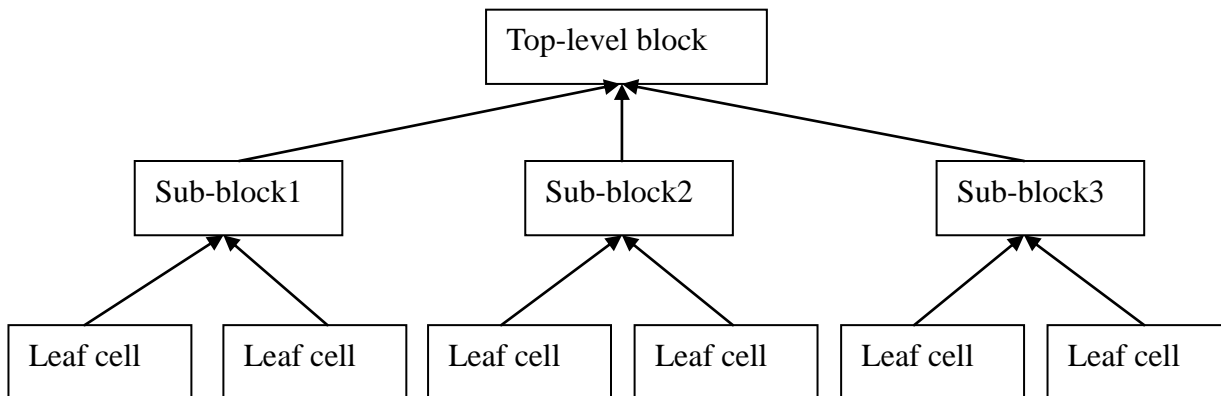 Top-level block
Sub-block1
Sub-block2
Sub-block3
Leaf cell
Leaf cell
Leaf cell
Leaf cell
Leaf cell
Leaf cell